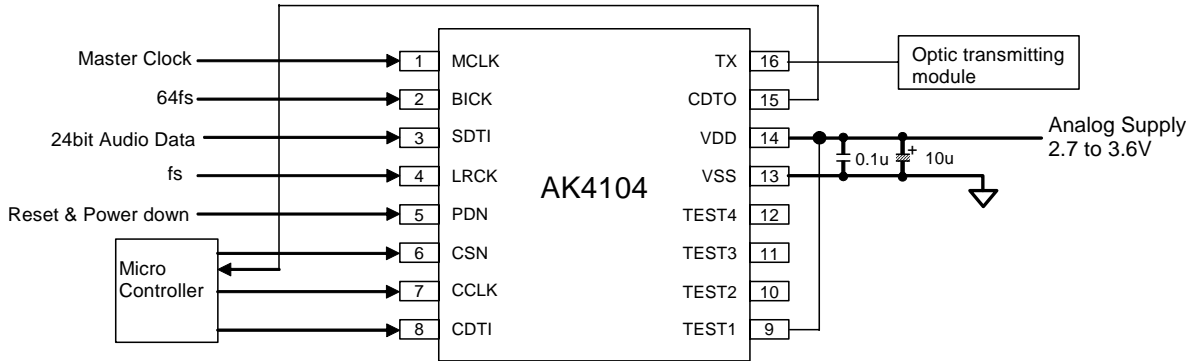 Master Clock
1
MCLK
TX
16
Optic transmitting
module
64fs
2
BICK
CDTO
15
24bit Audio Data
3
SDTI
VDD
14
0.1u
+
10u
Analog Supply
2.7 to 3.6V
fs
4
LRCK
AK4104
VSS
13
Reset & Power down
5
PDN
TEST4
12
Micro
Controller
6
CSN
TEST3
11
7
CCLK
TEST2
10
8
CDTI
TEST1
9